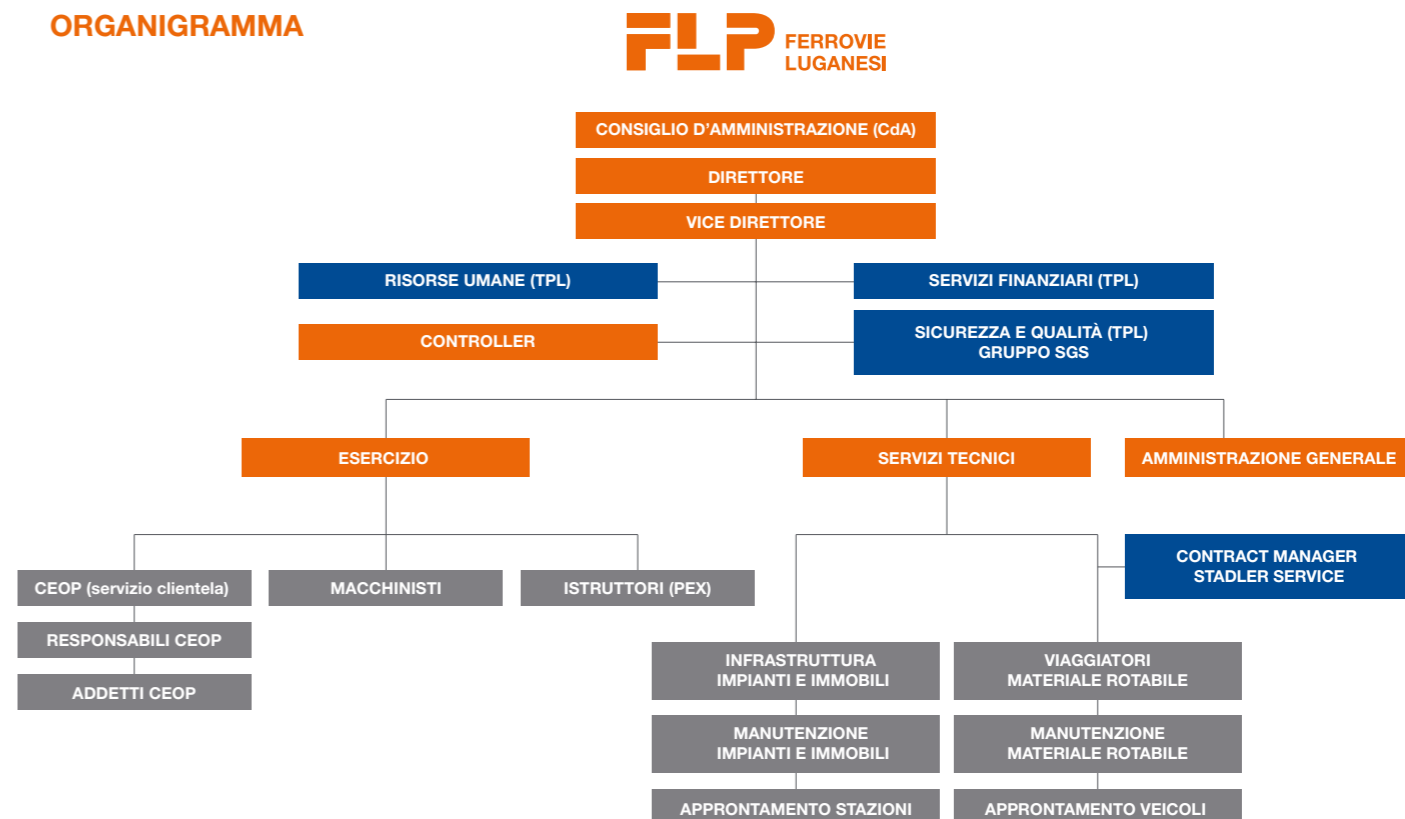 ORGANIGRAMMA
FLP FERROVIE
LUGANESI
CONSIGLIO D'AMMINISTRAZIONE (CdA)
DIRETTORE
VICE DIRETTORE
RISORSE UMANE (TPL)
SERVIZI FINANZIARI (TPL)
CONTROLLER
SICUREZZA E QUALITÀ (TPL)
GRUPPO SGS
ESERCIZIO
SERVIZI TECNICI
AMMINISTRAZIONE GENERALE
CONTRACT MANAGER
STADLER SERVICE
CEOP (servizio clientela)
MACCHINISTI
ISTRUTTORI (PEX)
RESPONSABILI CEOP
ADDETTI CEOP
INFRASTRUTTURA
IMPIANTI E IMMOBILI
VIAGGIATORI
MATERIALE ROTABILE
MANUTENZIONE
IMPIANTI E IMMOBILI
MANUTENZIONE
MATERIALE ROTABILE
APPRONTAMENTO STAZIONI
APPRONTAMENTO VEICOLI